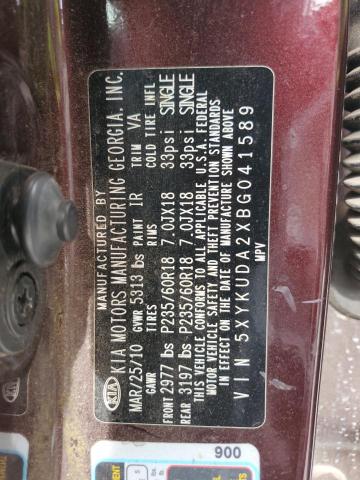 MANUFACTURED BY
KIA KIA MOTORS MANUFACTURING GEORGIA, INC.
MAR/25/10 GVWR 5313 lbs PAINT IR TRIM VA
GAWR TIRES RIMS COLD TIRE INFL
FRONT 2977 lbs P235/60R18 7.0JX18 33psi SINGLE
REAR 3197 lbs P235/60R18 7.0JX18 33psi SINGLE
THIS VEHICLE CONFORMS TO ALL APPLICABLE U.S.A. FEDERAL
MOTOR VEHICLE SAFETY AND THEFT PREVENTION STANDARDS
IN EFFECT ON THE DATE OF MANUFACTURE SHOWN ABOVE
VIN 5XYKUDA2XBG041589
MPV
900